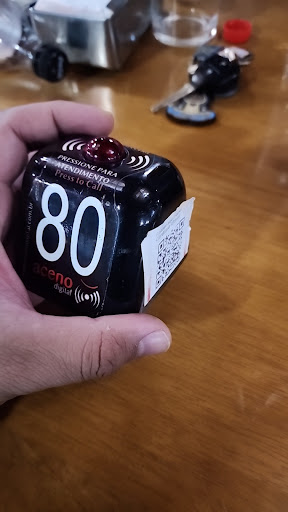 PRESSIONE PARA
ATENDIMENTO
Press to Call
80
aceno
digital